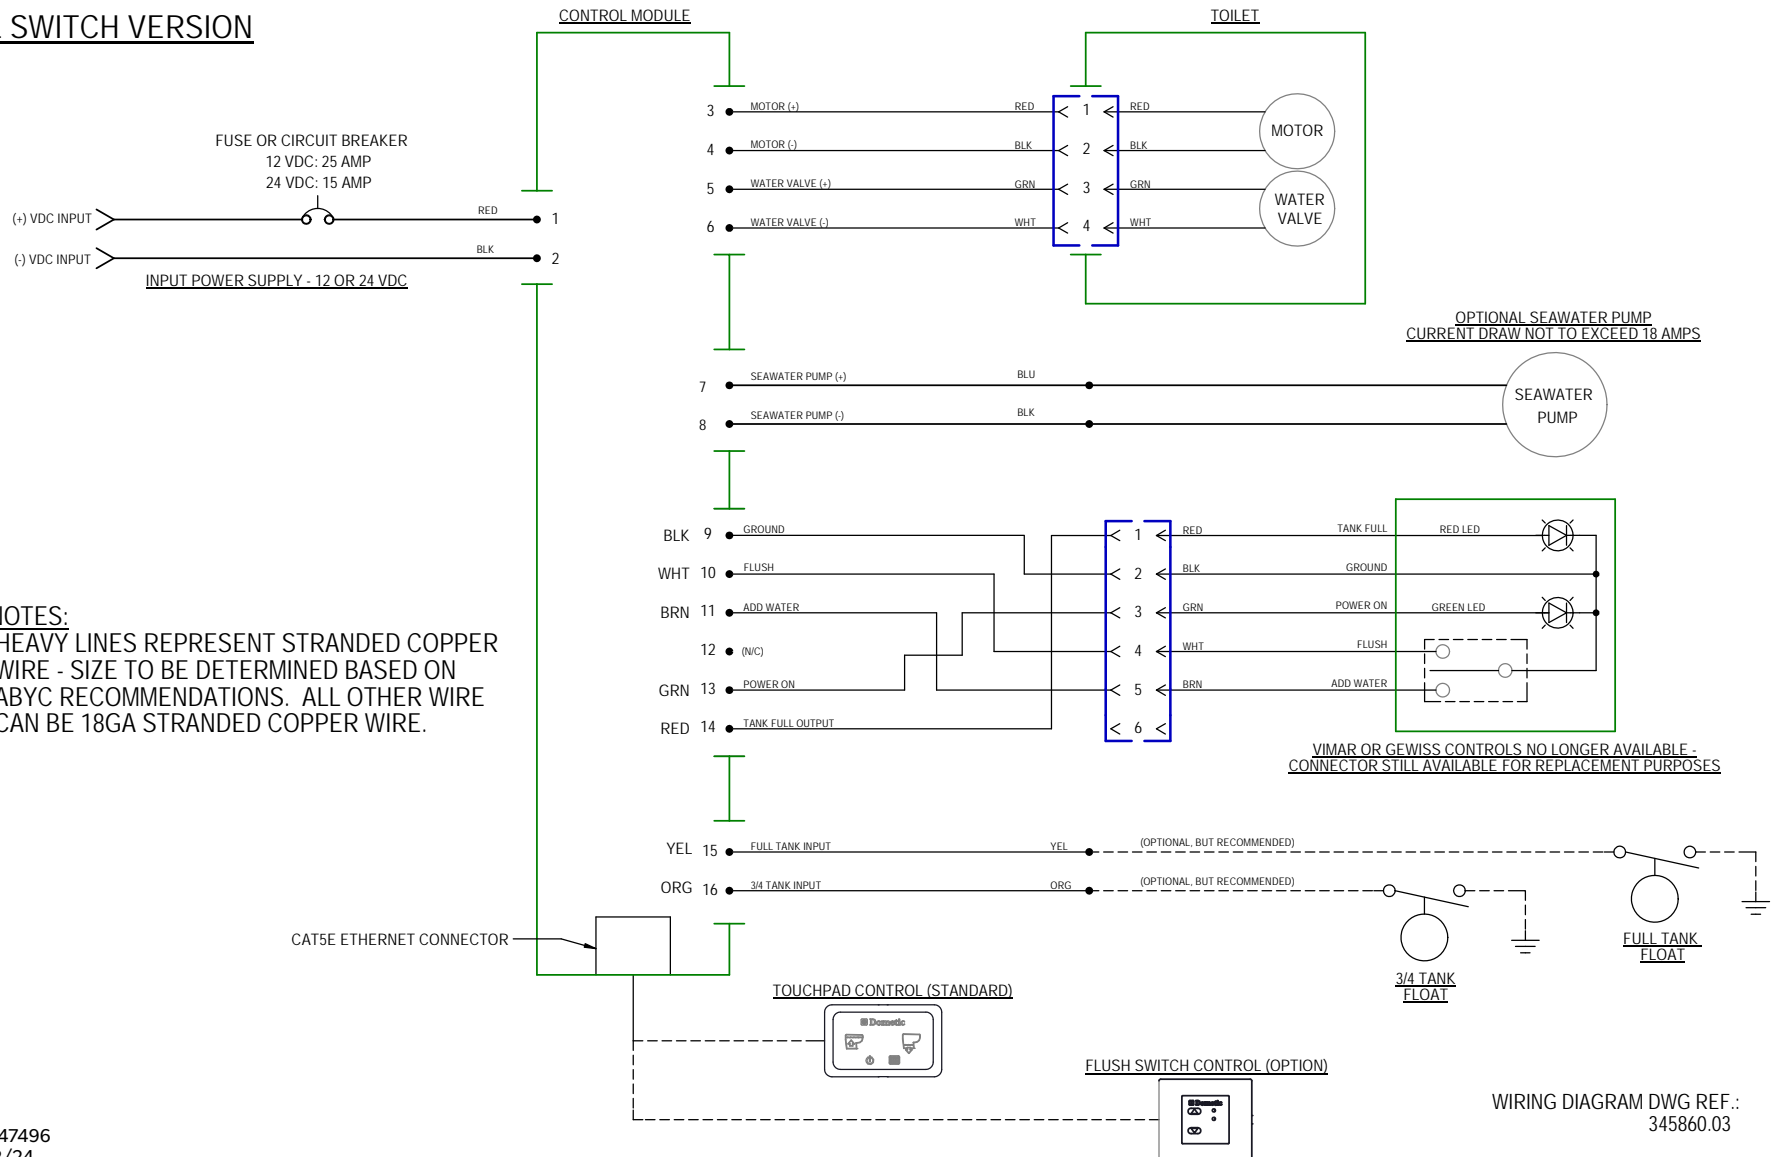 SWITCH VERSION
CONTROL MODULE
TOILET
FUSE OR CIRCUIT BREAKER
12 VDC: 25 AMP
24 VDC: 15 AMP
(+) VDC INPUT
RED
1
(-) VDC INPUT
BLK
2
INPUT POWER SUPPLY - 12 OR 24 VDC
3 MOTOR (+) RED 1 RED
4 MOTOR (-) BLK 2 BLK
MOTOR
5 WATER VALVE (+) GRN 3 GRN
6 WATER VALVE (-) WHT 4 WHT
WATER
VALVE
OPTIONAL SEAWATER PUMP
CURRENT DRAW NOT TO EXCEED 18 AMPS
7 SEAWATER PUMP (+) BLU
8 SEAWATER PUMP (-) BLK
SEAWATER
PUMP
BLK 9 GROUND 1 RED TANK FULL RED LED
WHT 10 FLUSH 2 BLK GROUND
BRN 11 ADD WATER 3 GRN POWER ON GREEN LED
12 (N/C) 4 WHT FLUSH
GRN 13 POWER ON 5 BRN ADD WATER
RED 14 TANK FULL OUTPUT 6
VIMAR OR GEWISS CONTROLS NO LONGER AVAILABLE -
CONNECTOR STILL AVAILABLE FOR REPLACEMENT PURPOSES
NOTES:
HEAVY LINES REPRESENT STRANDED COPPER
WIRE - SIZE TO BE DETERMINED BASED ON
ABYC RECOMMENDATIONS. ALL OTHER WIRE
CAN BE 18GA STRANDED COPPER WIRE.
YEL 15 FULL TANK INPUT YEL (OPTIONAL, BUT RECOMMENDED)
ORG 16 3/4 TANK INPUT ORG (OPTIONAL, BUT RECOMMENDED)
FULL TANK
FLOAT
3/4 TANK
FLOAT
CAT5E ETHERNET CONNECTOR
TOUCHPAD CONTROL (STANDARD)
Dometic
FLUSH SWITCH CONTROL (OPTION)
Dometic
WIRING DIAGRAM DWG REF.:
345860.03
47496
/24